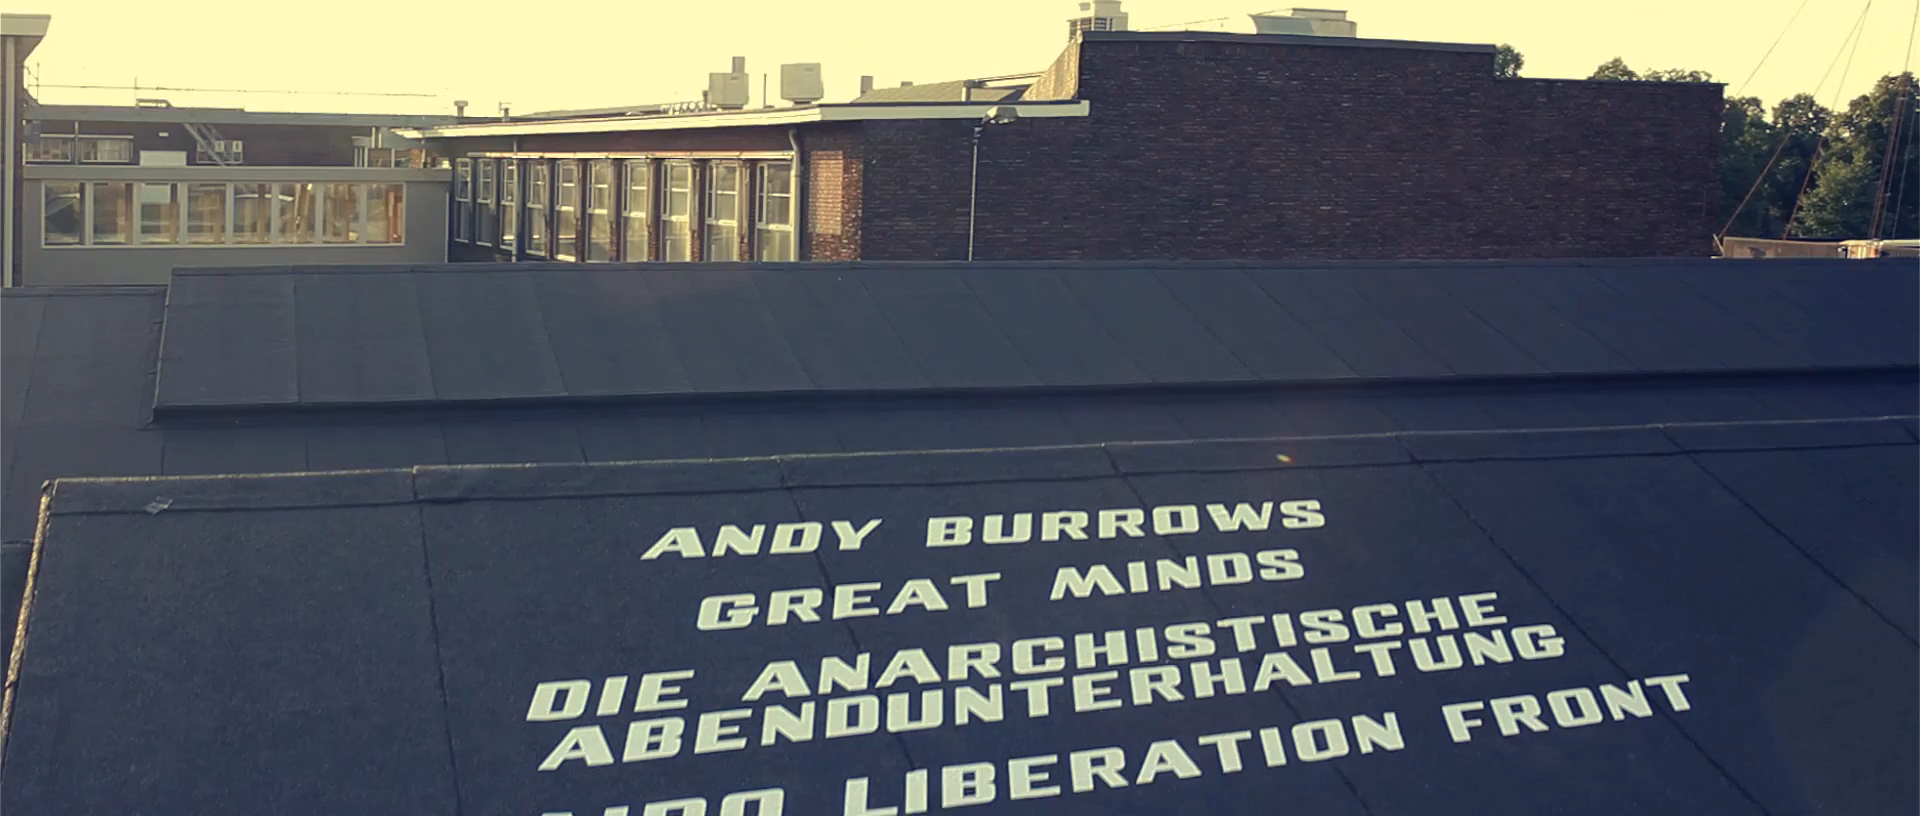 ANDY BURROWS
GREAT MINDS
DIE ANARCHISTISCHE
ABENDUNTERHALTUNG
LIBERATION FRONT